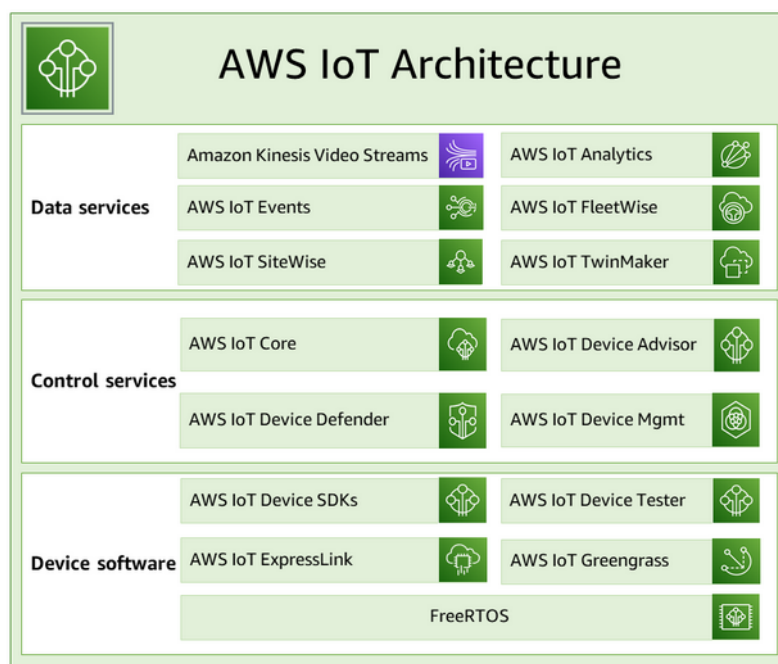 AWS IoT Architecture
Data services
Amazon Kinesis Video Streams
AWS IoT Analytics
AWS IoT Events
AWS IoT FleetWise
AWS IoT SiteWise
AWS IoT TwinMaker
Control services
AWS IoT Core
AWS IoT Device Advisor
AWS IoT Device Defender
AWS IoT Device Mgmt
Device software
AWS IoT Device SDKs
AWS IoT Device Tester
AWS IoT ExpressLink
AWS IoT Greengrass
FreeRTOS